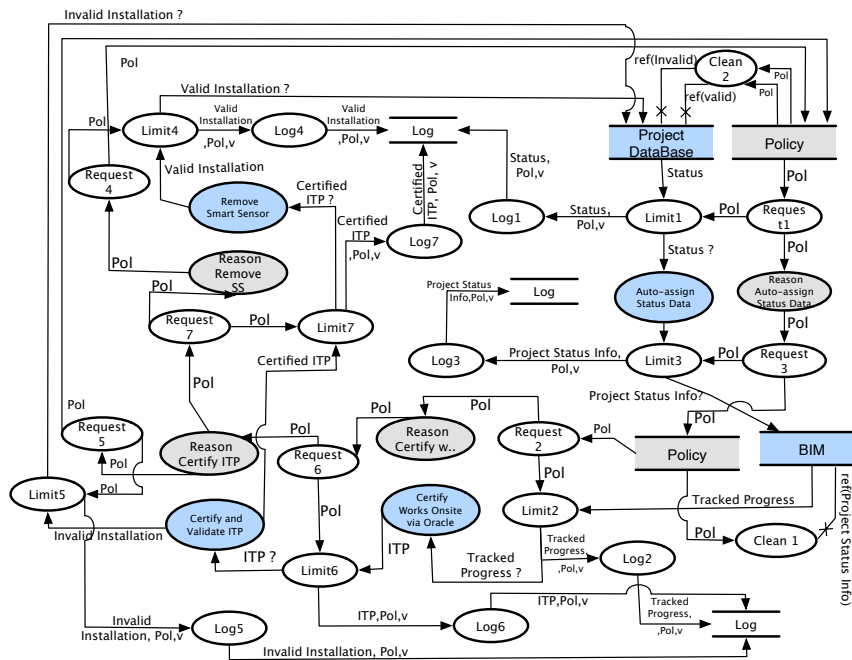 Invalid Installation ?
Pol
Valid Installation ?
ref(Invalid)
Clean
2
Pol
Pol
ref(valid)
Pol
Limit4
Valid
Installation
,Pol,v
Log4
Valid
Installation
,Pol,v
Log
Project
DataBase
Policy
Request
4
Valid Installation
Certified
ITP, Pol, v
Status,
Pol,v
Status
Pol
Remove
Smart Sensor
Certified
ITP ?
Certified
ITP
,Pol,v
Log7
Log1
Status,
Pol,v
Limit1
Pol
Reque
st1
Pol
Reason
Remove
SS
Status ?
Pol
Pol
Project Status
Info,Pol,v
Log
Auto-assign
Status Data
Reason
Auto-assign
Status Data
Request
7
Pol
Limit7
Pol
Log3
Project Status Info,
Pol,v
Limit3
Pol
Request
3
Certified ITP
Pol
Project Status Info?
Pol
Pol
Request
5
Pol
Reason
Certify ITP
Pol
Request
6
Pol
Reason
Certify w..
Pol
Request
2
Pol
Policy
BIM
Pol
Limit5
Pol
Pol
Pol
Tracked Progress
ref(Project Status Info)
Certify and
Validate ITP
Certify
Works Onsite
via Oracle
Limit2
Pol
Clean 1
Invalid Installation
ITP ?
Limit6
ITP
Tracked
Progress ?
Tracked
Progress,
,Pol,v
Log2
Invalid
Installation, Pol,v
Log5
ITP,Pol,v
Log6
ITP,Pol,v
Tracked
Progress,
,Pol,v
Log
Invalid Installation, Pol,v